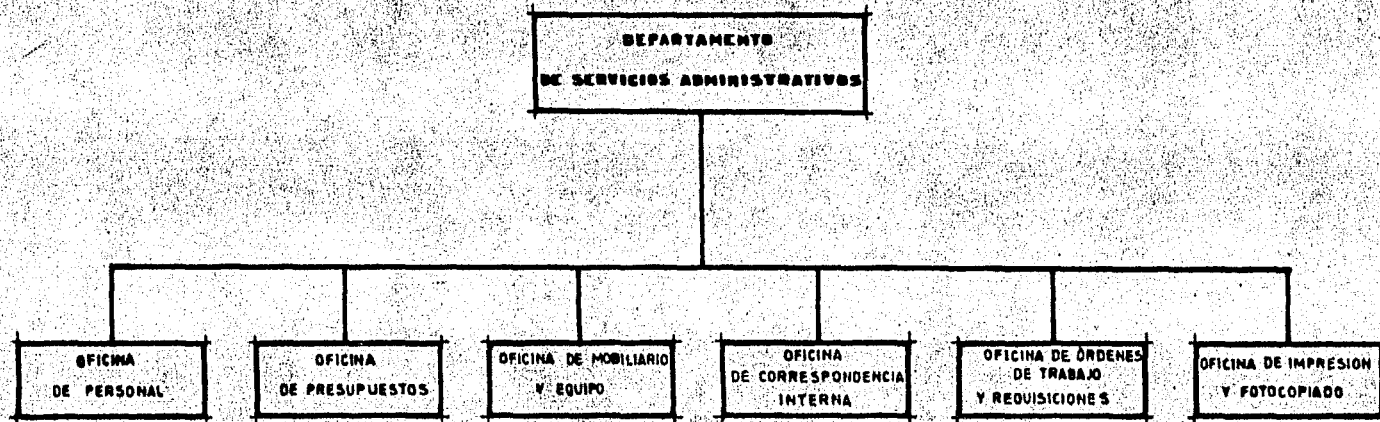 DEPARTAMENTO
DE SERVICIOS ADMINISTRATIVOS
OFICINA
DE PERSONAL
OFICINA
DE PRESUPUESTOS
OFICINA DE MOBILIARIO
Y EQUIPO
OFICINA
DE CORRESPONDENCIA
INTERNA
OFICINA DE ÓRDENES
DE TRABAJO
Y REQUISICIONES
OFICINA DE IMPRESION
Y FOTOCOPIADO